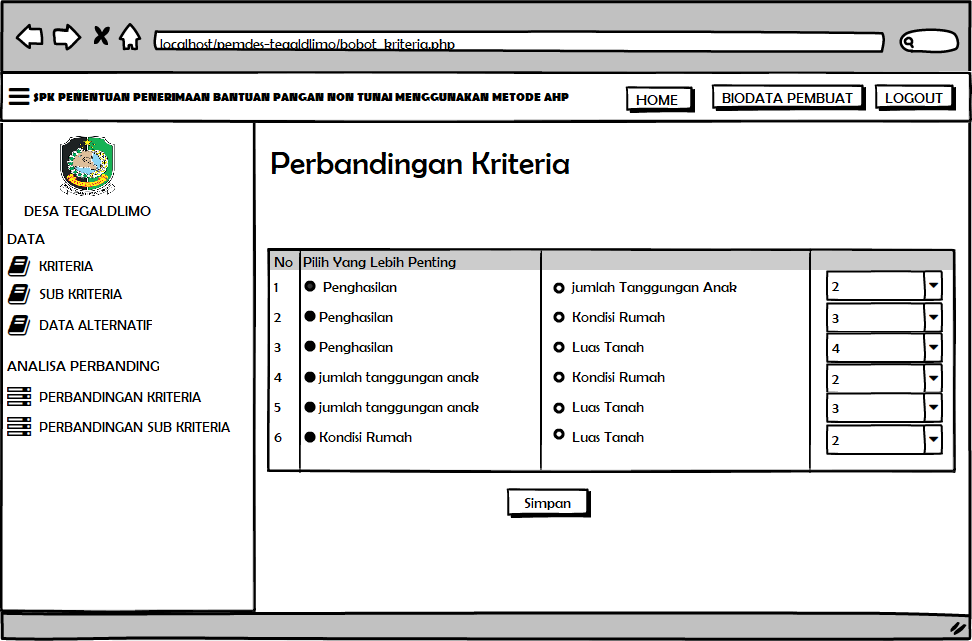 localhost/pemdes-tegaldlimo/bobot_kriteria.php
SPK PENENTUAN PENERIMAAN BANTUAN PANGAN NON TUNAI MENGGUNAKAN METODE AHP
HOME
BIODATA PEMBUAT
LOGOUT
DESA TEGALDLIMO
DATA
KRITERIA
SUB KRITERIA
DATA ALTERNATIF
ANALISA PERBANDING
PERBANDINGAN KRITERIA
PERBANDINGAN SUB KRITERIA
Perbandingan Kriteria
No Pilih Yang Lebih Penting
1 Penghasilan jumlah Tanggungan Anak 2
2 Penghasilan Kondisi Rumah 3
3 Penghasilan Luas Tanah 4
4 jumlah tanggungan anak Kondisi Rumah 2
5 jumlah tanggungan anak Luas Tanah 3
6 Kondisi Rumah Luas Tanah 2
Simpan